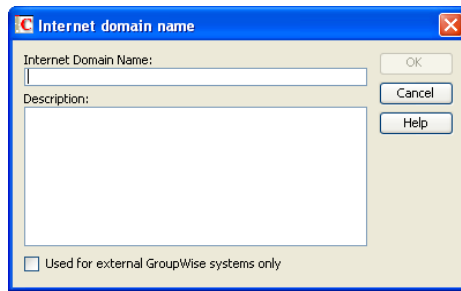 Internet domain name
Internet Domain Name:
OK
Description:
Cancel
Help
Used for external GroupWise systems only